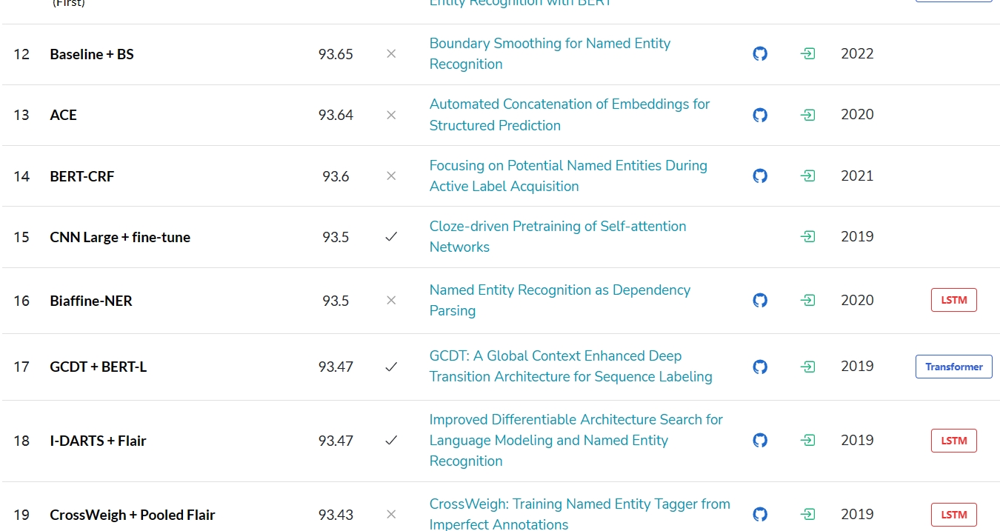 (First)
Entity Recognition with BERT
12 Baseline + BS 93.65 Boundary Smoothing for Named Entity
Recognition 2022
13 ACE 93.64 Automated Concatenation of Embeddings for
Structured Prediction 2020
14 BERT-CRF 93.6 Focusing on Potential Named Entities During
Active Label Acquisition 2021
15 CNN Large + fine-tune 93.5 Cloze-driven Pretraining of Self-attention
Networks 2019
16 Biaffine-NER 93.5 Named Entity Recognition as Dependency
Parsing 2020 LSTM
17 GCDT + BERT-L 93.47 GCDT: A Global Context Enhanced Deep
Transition Architecture for Sequence Labeling 2019 Transformer
18 I-DARTS + Flair 93.47 Improved Differentiable Architecture Search for
Language Modeling and Named Entity
Recognition 2019 LSTM
19 CrossWeigh + Pooled Flair 93.43 CrossWeigh: Training Named Entity Tagger from
Imperfect Annotations 2019 LSTM